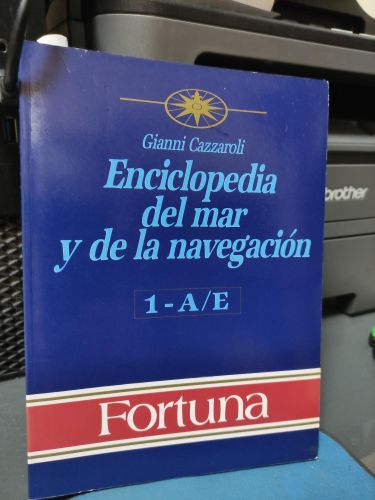 Gianni Cazzaroli
Enciclopedia
del mar
y de la navegación
1-A/E
Fortuna
brother